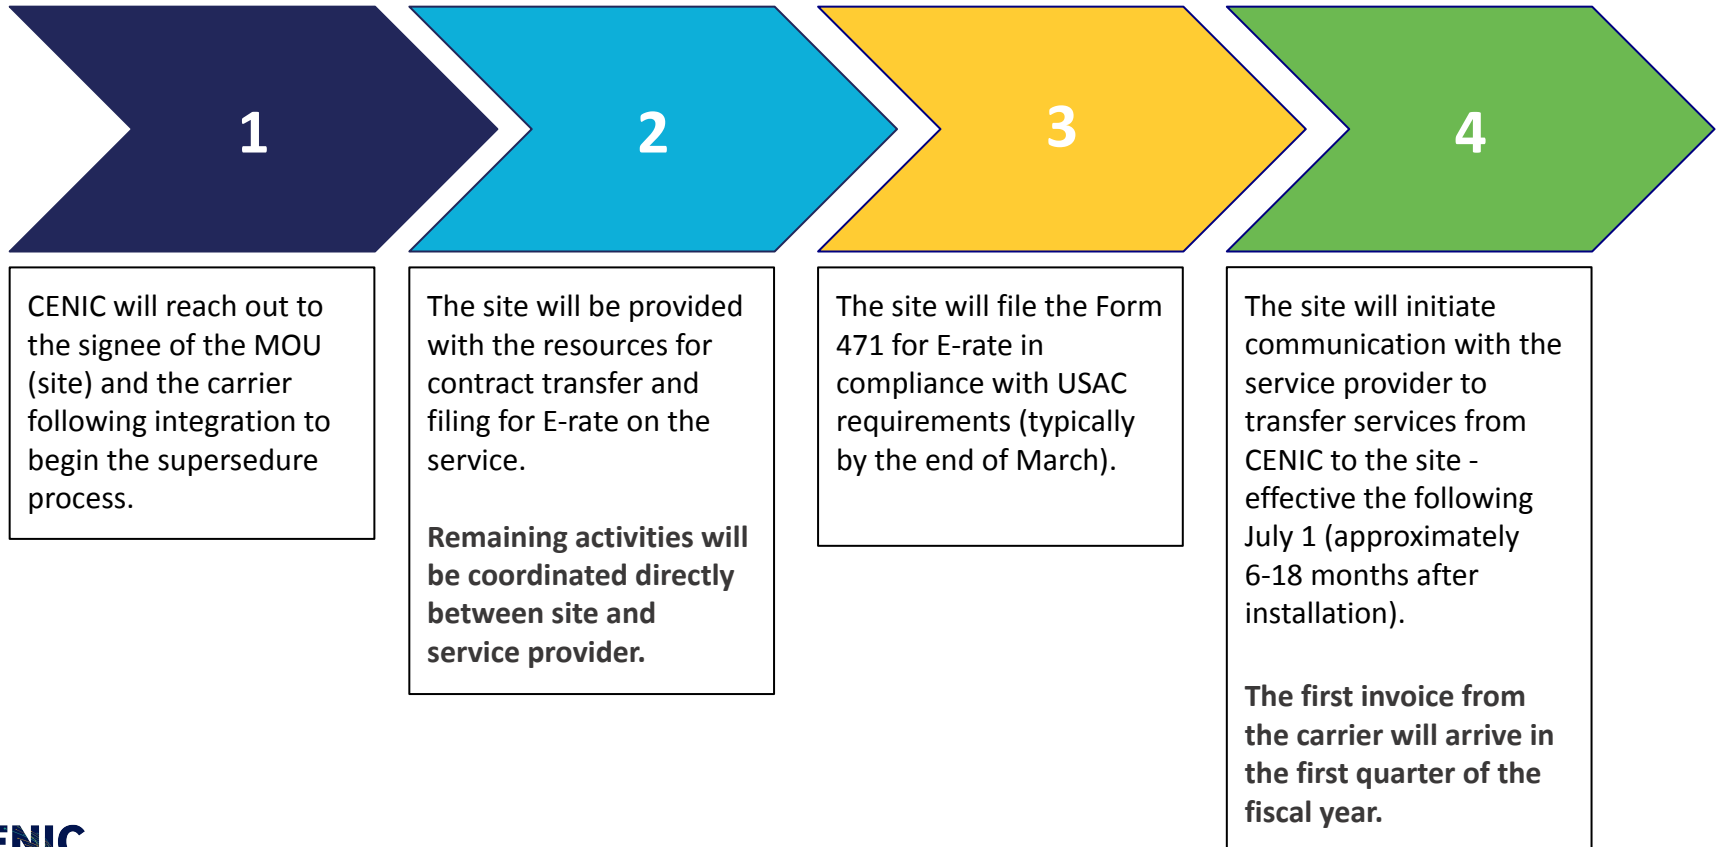 1
2
3
4
CENIC will reach out to
the signee of the MOU
(site) and the carrier
following integration to
begin the supersedure
process.
The site will be provided
with the resources for
contract transfer and
filing for E-rate on the
service.
Remaining activities will
be coordinated directly
between site and
service provider.
The site will file the Form
471 for E-rate in
compliance with USAC
requirements (typically
by the end of March).
The site will initiate
communication with the
service provider to
transfer services from
CENIC to the site -
effective the following
July 1 (approximately
6-18 months after
installation).
The first invoice from
the carrier will arrive in
the first quarter of the
fiscal year.